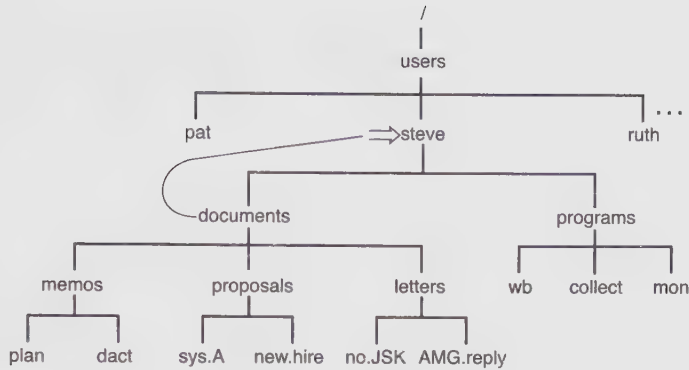 /
users
pat steve ruth ...
documents programs
memos proposals letters wb collect mon
plan dact sys.A new.hire no.JSK AMG.reply